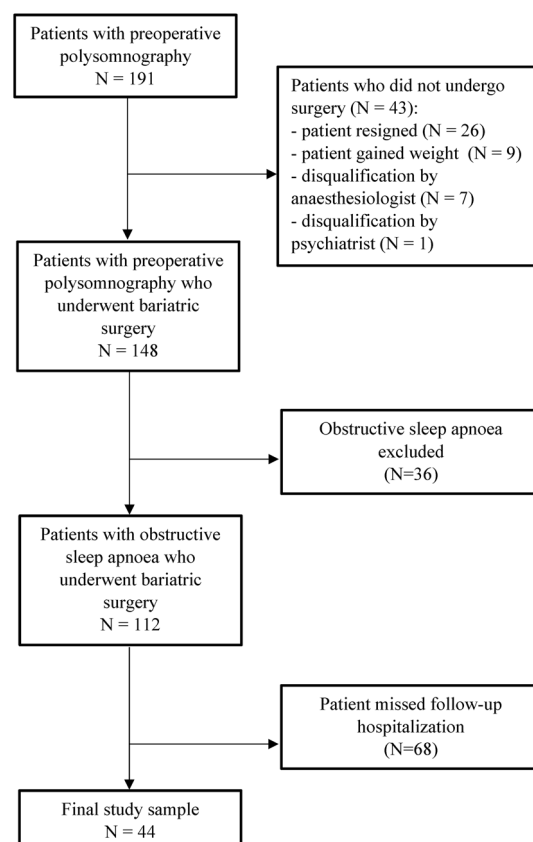 Patients with preoperative
polysomnography
N = 191
Patients who did not undergo
surgery (N = 43):
- patient resigned (N = 26)
- patient gained weight (N = 9)
- disqualification by
anaesthesiologist (N = 7)
- disqualification by
psychiatrist (N = 1)
Patients with preoperative
polysomnography who
underwent bariatric
surgery
N = 148
Obstructive sleep apnoea
excluded
(N=36)
Patients with obstructive
sleep apnoea who
underwent bariatric
surgery
N = 112
Patient missed follow-up
hospitalization
(N=68)
Final study sample
N = 44